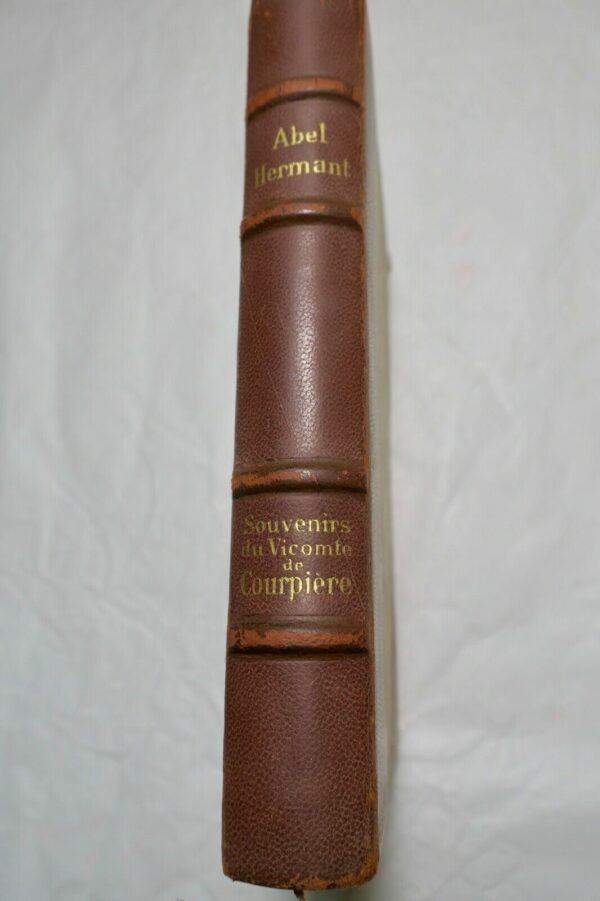 Abel
Hermant
Souvenirs
du Vicomte
de
Courpière